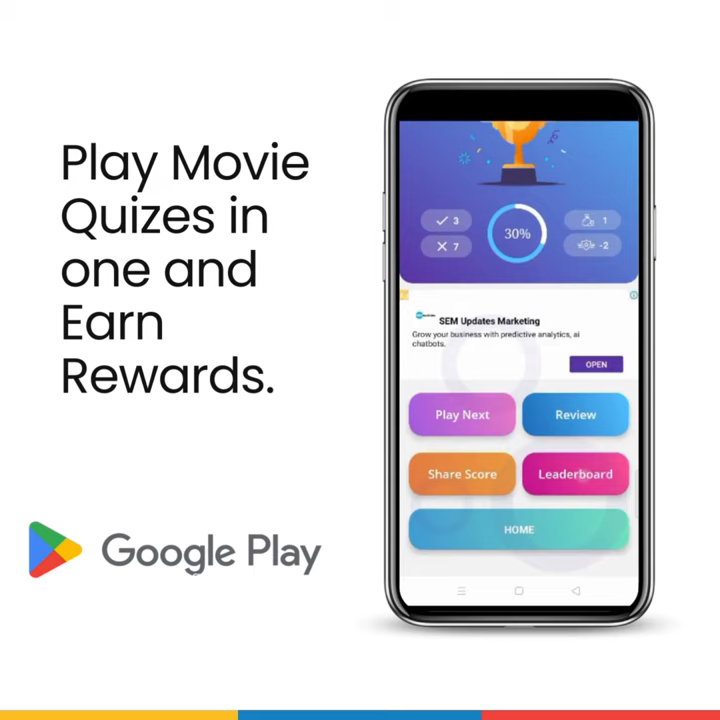 Play Movie
Quizes in
one and
Earn
Rewards.
Google Play
3
7
30%
1
-2
SEM Updates Marketing
Grow your business with predictive analytics, ai
chatbots.
OPEN
Play Next
Review
Share Score
Leaderboard
HOME